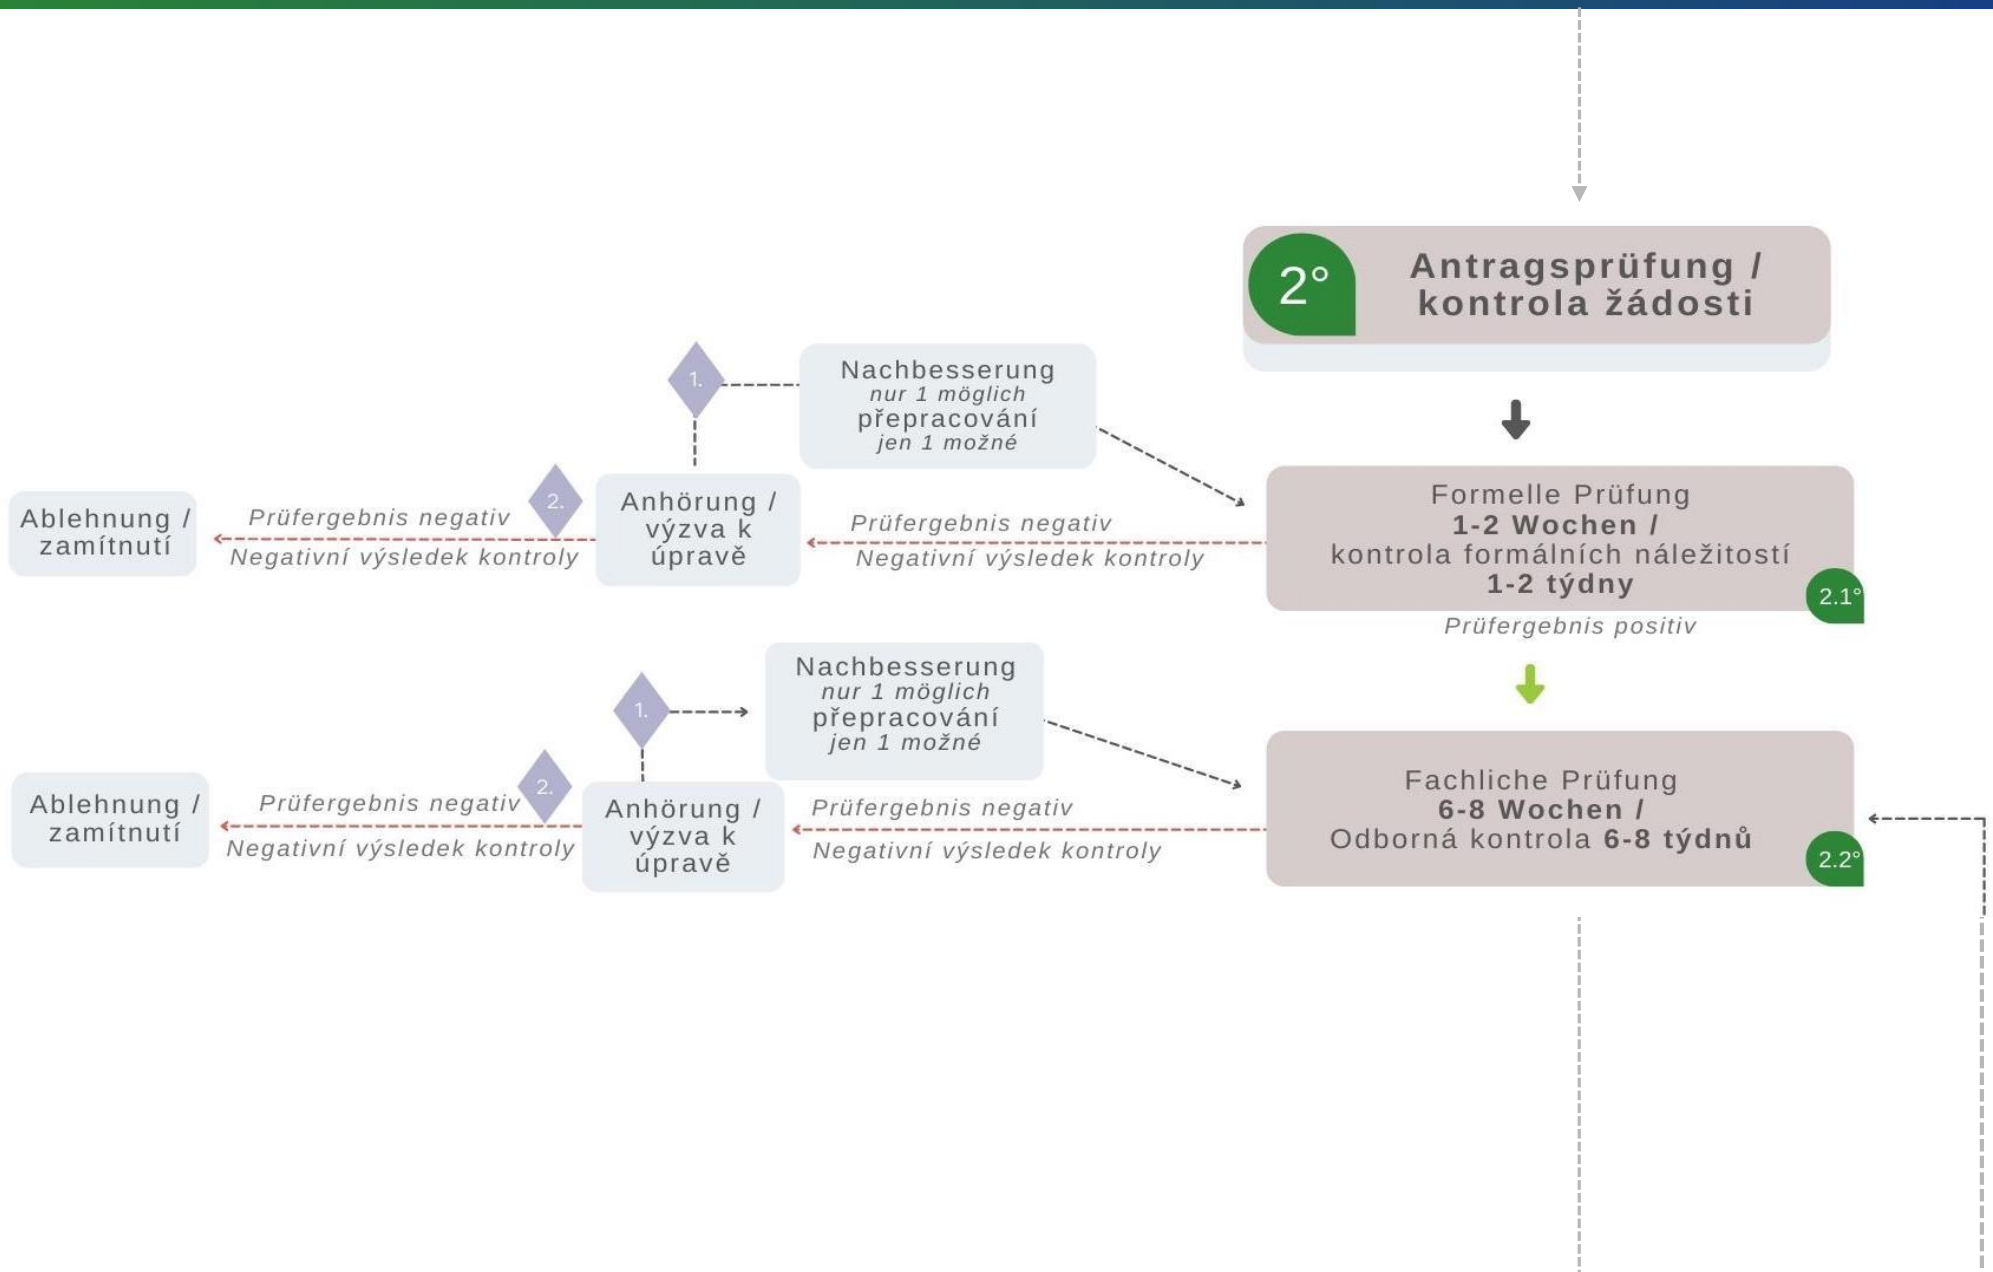 2°
Antragsprüfung /
kontrola žádosti
1.
Nachbesserung
nur 1 möglich
přepracování
jen 1 možné
Ablehnung /
zamítnutí
Prüfergebnis negativ
Negativní výsledek kontroly
2.
Anhörung /
výzva k
úpravě
Prüfergebnis negativ
Negativní výsledek kontroly
Formelle Prüfung
1-2 Wochen /
kontrola formálních náležitostí
1-2 týdny
2.1°
Prüfergebnis positiv
1.
Nachbesserung
nur 1 möglich
přepracování
jen 1 možné
Ablehnung /
zamítnutí
Prüfergebnis negativ
Negativní výsledek kontroly
2.
Anhörung /
výzva k
úpravě
Prüfergebnis negativ
Negativní výsledek kontroly
Fachliche Prüfung
6-8 Wochen /
Odborná kontrola 6-8 týdnů
2.2°